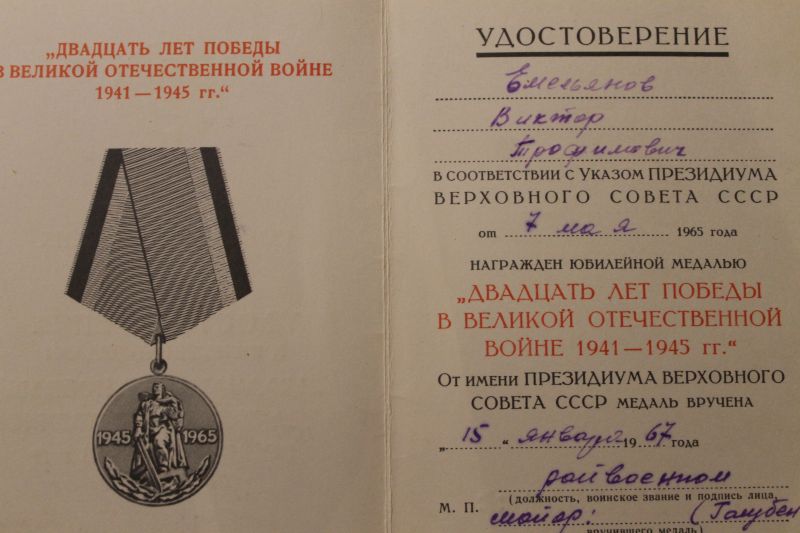 „ДВАДЦАТЬ ЛЕТ ПОБЕДЫ
В ВЕЛИКОЙ ОТЕЧЕСТВЕННОЙ ВОЙНЕ
1941 — 1945 гг.“
1945 1965
УДОСТОВЕРЕНИЕ
Емельянов
Виктор
Трофимович
В СООТВЕТСТВИИ С УКАЗОМ ПРЕЗИДИУМА
ВЕРХОВНОГО СОВЕТА СССР
от 7 мая 1965 года
НАГРАЖДЕН ЮБИЛЕЙНОЙ МЕДАЛЬЮ
„ДВАДЦАТЬ ЛЕТ ПОБЕДЫ
В ВЕЛИКОЙ ОТЕЧЕСТВЕННОЙ
ВОЙНЕ 1941 — 1945 гг.“
От имени ПРЕЗИДИУМА ВЕРХОВНОГО
СОВЕТА СССР МЕДАЛЬ ВРУЧЕНА
„15“ января 1967 года
райвоенком
М. П. (должность, воинское звание и подпись лица,
майор: (Голубен
вручившего медаль)